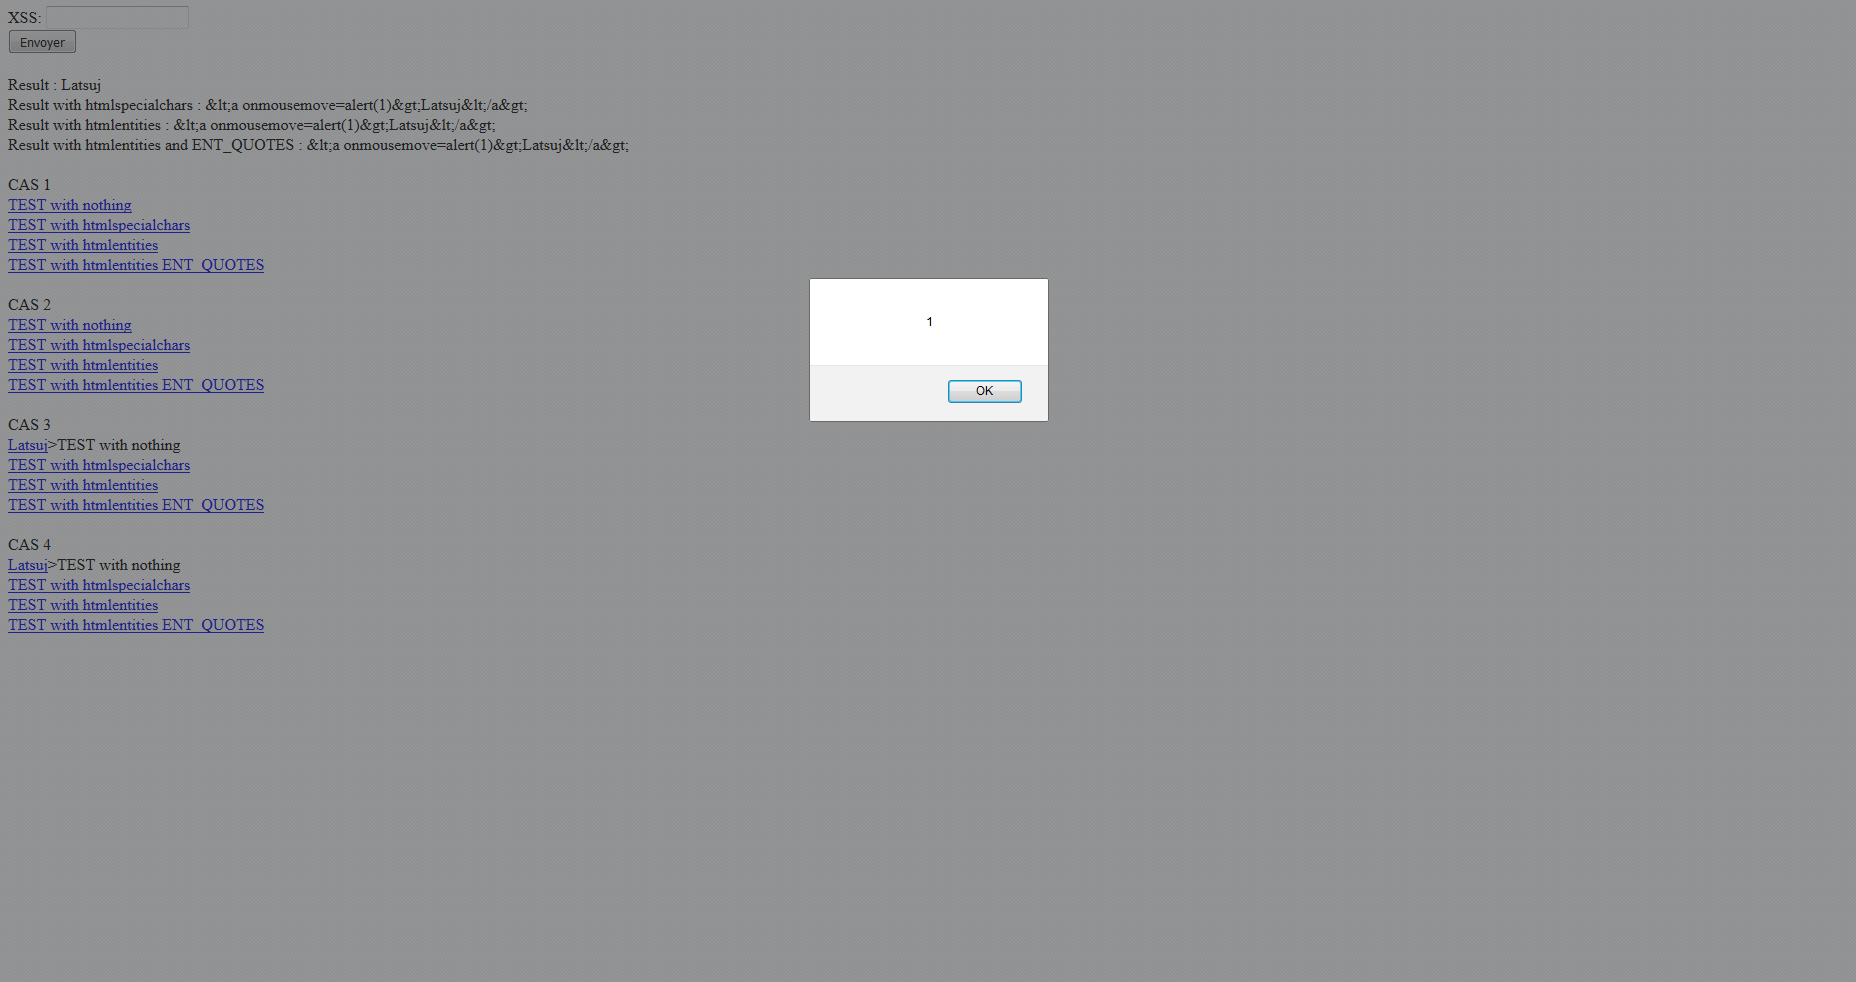 XSS:
Envoyer
Result : Latsuj
Result with htmlspecialchars : &lt;a onmousemove=alert(1)&gt;Latsuj&lt;/a&gt;
Result with htmlentities : &lt;a onmousemove=alert(1)&gt;Latsuj&lt;/a&gt;
Result with htmlentities and ENT_QUOTES : &lt;a onmousemove=alert(1)&gt;Latsuj&lt;/a&gt;
CAS 1
TEST with nothing
TEST with htmlspecialchars
TEST with htmlentities
TEST with htmlentities ENT_QUOTES
CAS 2
TEST with nothing
TEST with htmlspecialchars
TEST with htmlentities
TEST with htmlentities ENT_QUOTES
CAS 3
Latsuj>TEST with nothing
TEST with htmlspecialchars
TEST with htmlentities
TEST with htmlentities ENT_QUOTES
CAS 4
Latsuj>TEST with nothing
TEST with htmlspecialchars
TEST with htmlentities
TEST with htmlentities ENT_QUOTES
1
OK